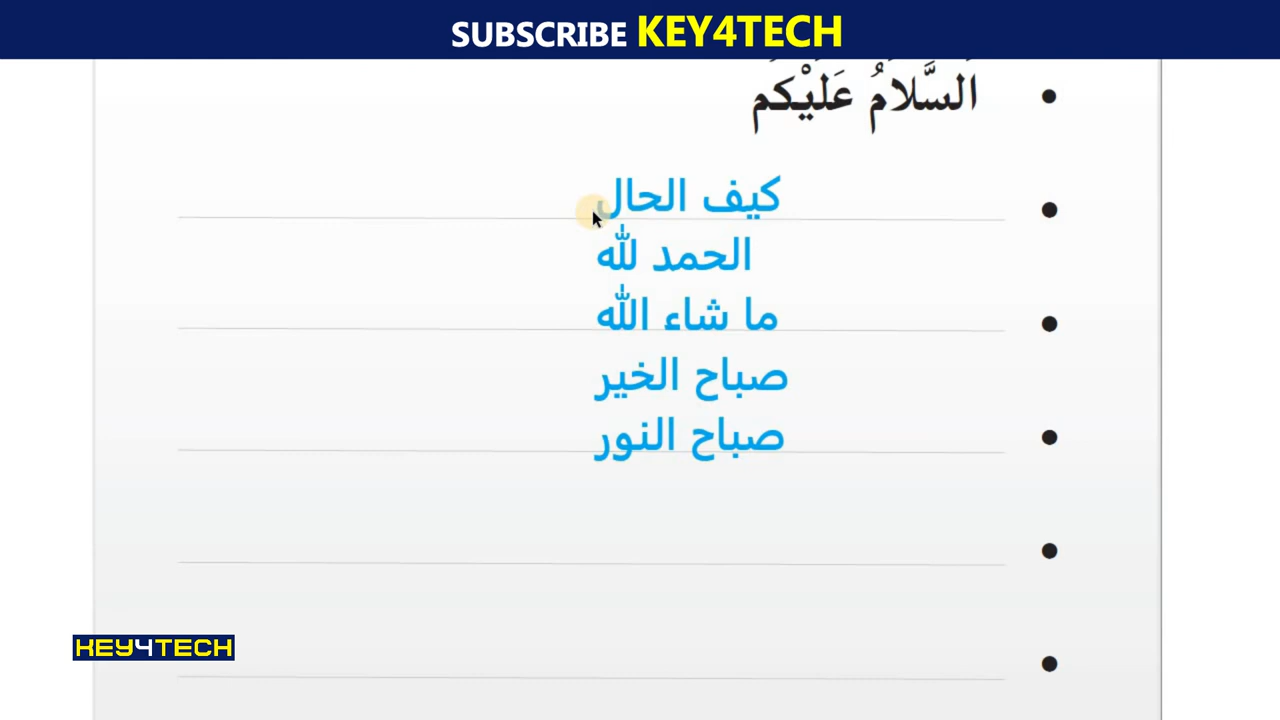 SUBSCRIBE KEY4TECH
اَلسَّلَامُ عَلَيْكُم
كيف الحال
الحمد لله
ما شاء الله
صباح الخير
صباح النور
KEY4TECH